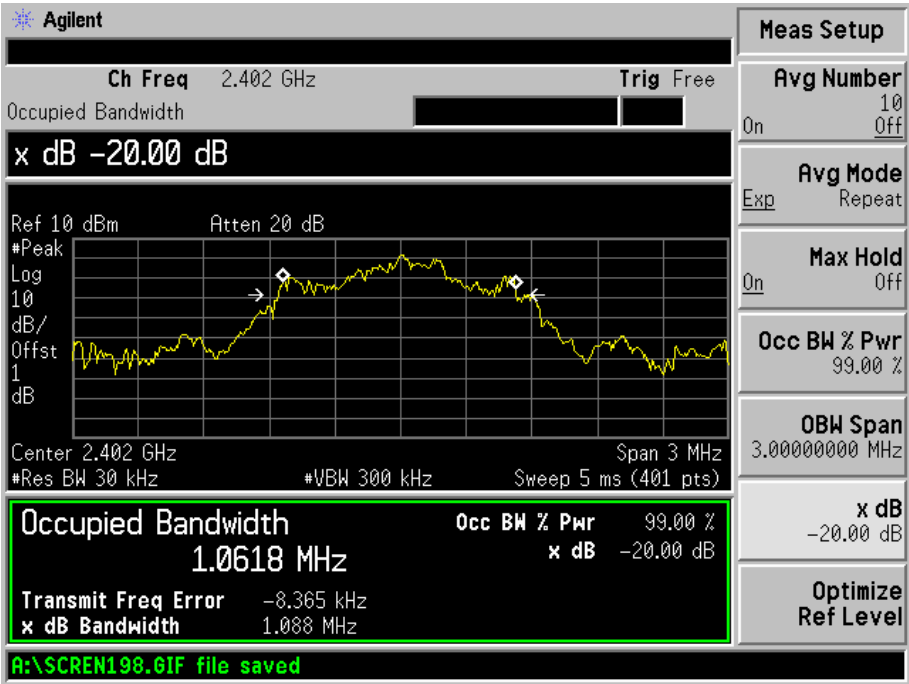 Agilent
Ch Freq 2.402 GHz Trig Free
Occupied Bandwidth
x dB -20.00 dB
Ref 10 dBm Atten 20 dB
#Peak
Log
10
dB/
Offst
1
dB
Center 2.402 GHz Span 3 MHz
#Res BW 30 kHz #VBW 300 kHz Sweep 5 ms (401 pts)
Occupied Bandwidth
1.0618 MHz
Occ BW % Pwr 99.00 %
x dB -20.00 dB
Transmit Freq Error -8.365 kHz
x dB Bandwidth 1.088 MHz
A:\SCREN198.GIF file saved
Meas Setup
Avg Number
10
On Off
Avg Mode
Exp Repeat
Max Hold
On Off
Occ BW % Pwr
99.00 %
OBW Span
3.00000000 MHz
x dB
-20.00 dB
Optimize
Ref Level